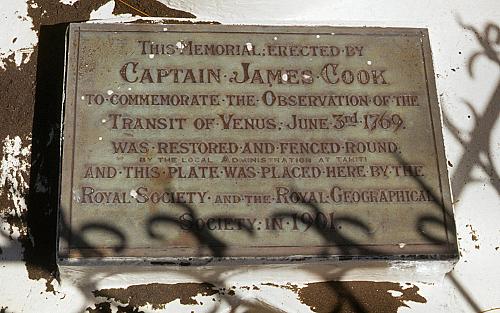 THIS MEMORIAL: ERECTED BY
CAPTAIN · JAMES · COOK
TO COMMEMORATE THE OBSERVATION OF THE
TRANSIT OF VENUS, JUNE 3rd 1769.
WAS RESTORED AND FENCED ROUND.
BY THE LOCAL ADMINISTRATION AT TAHITI
AND THIS PLATE WAS PLACED HERE BY THE
ROYAL SOCIETY AND THE ROYAL GEOGRAPHICAL
SOCIETY: IN 1901.